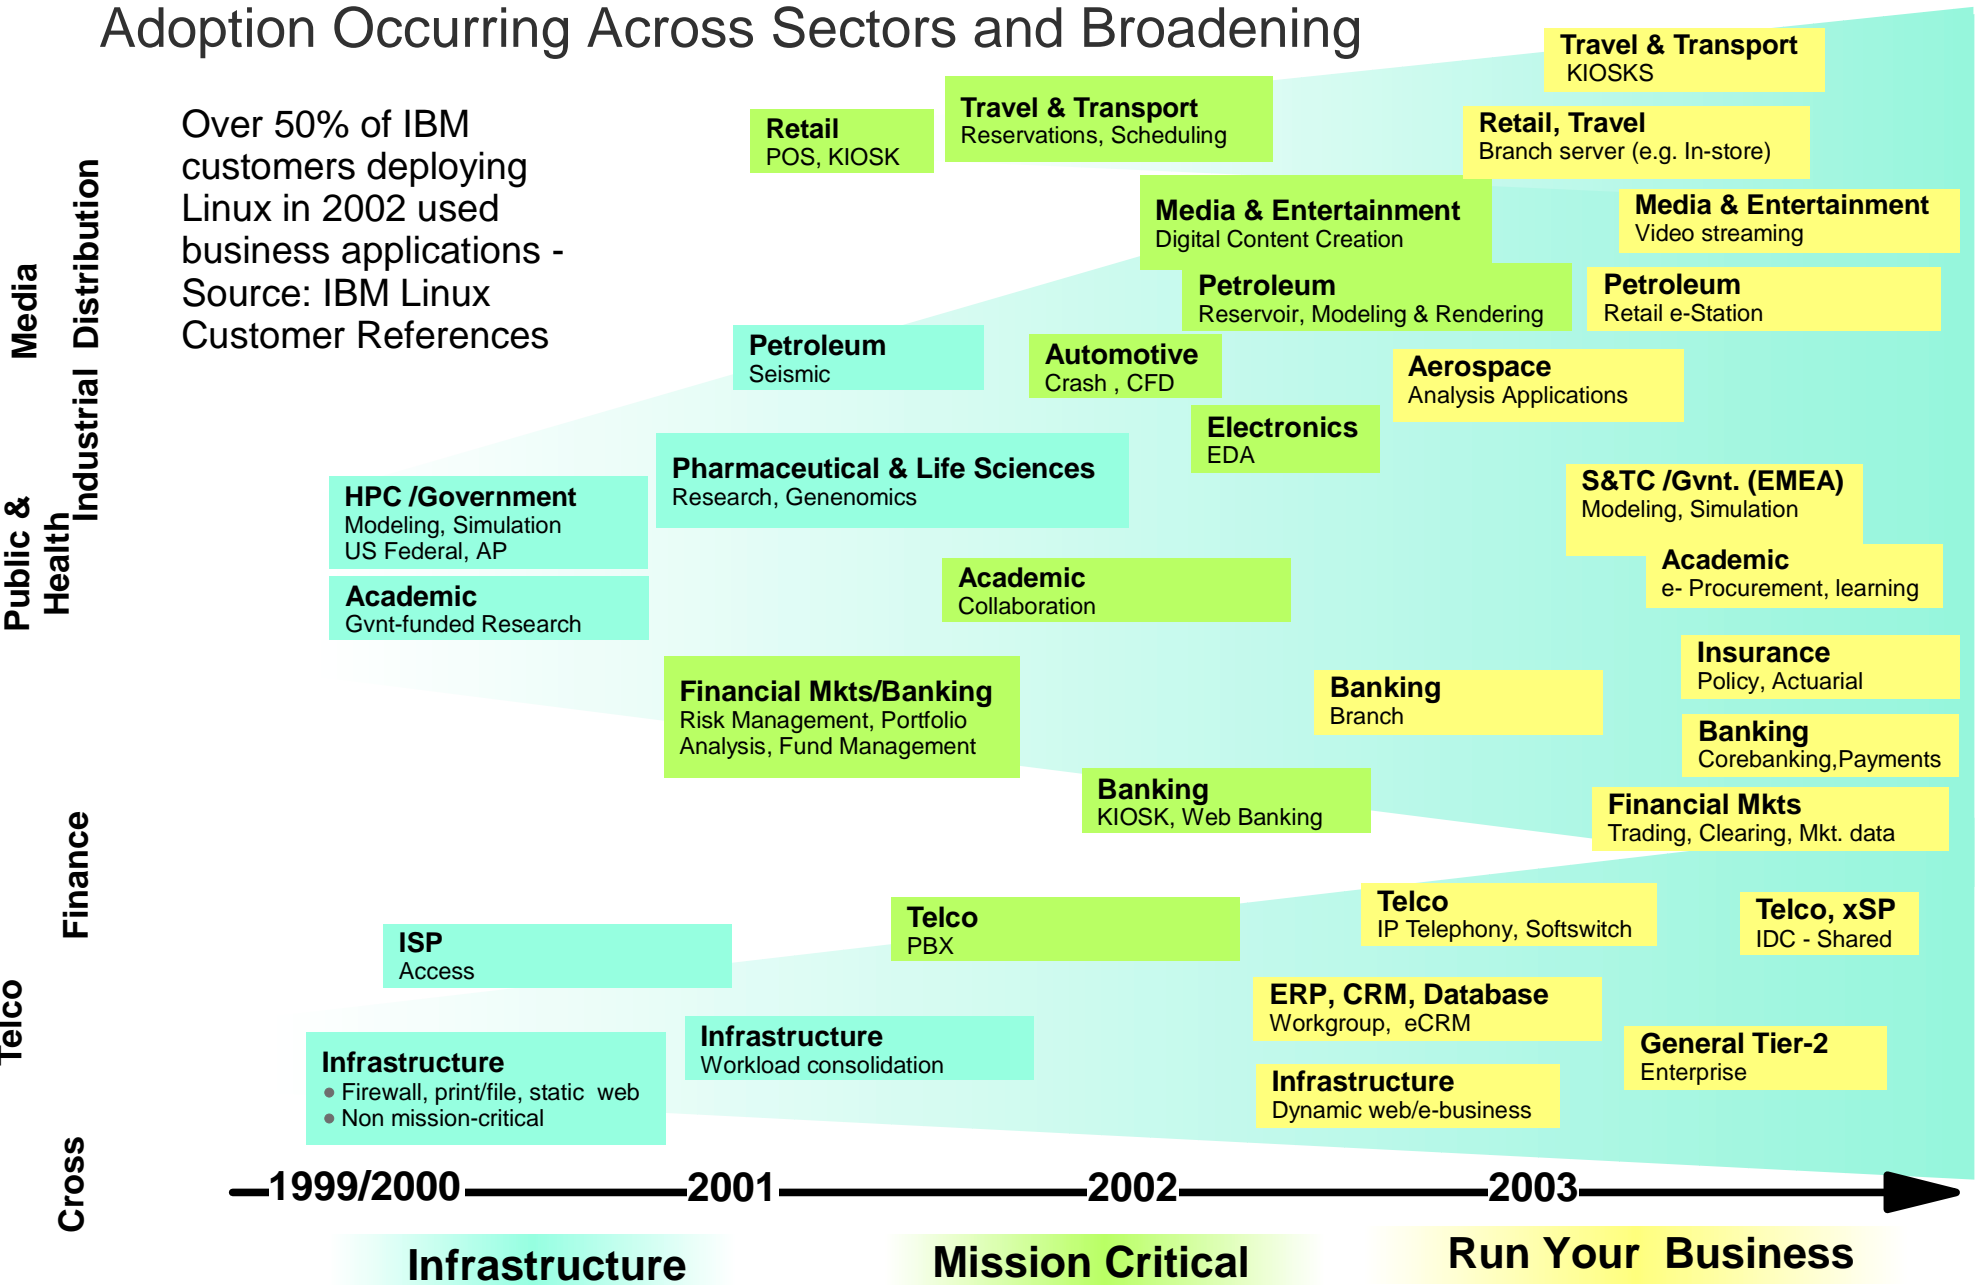 Adoption Occurring Across Sectors and Broadening
Over 50% of IBM
customers deploying
Linux in 2002 used
business applications -
Source: IBM Linux
Customer References
Travel & Transport
KIOSKS
Retail
POS, KIOSK
Travel & Transport
Reservations, Scheduling
Retail, Travel
Branch server (e.g. In-store)
Distribution
Media & Entertainment
Digital Content Creation
Media & Entertainment
Video streaming
Media
Petroleum
Reservoir, Modeling & Rendering
Petroleum
Retail e-Station
Petroleum
Seismic
Automotive
Crash , CFD
Aerospace
Analysis Applications
Industrial
Electronics
EDA
Pharmaceutical & Life Sciences
Research, Genenomics
HPC /Government
Modeling, Simulation
US Federal, AP
S&TC /Gvnt. (EMEA)
Modeling, Simulation
Public &
Health
Academic
Gvnt-funded Research
Academic
Collaboration
Academic
e- Procurement, learning
Financial Mkts/Banking
Risk Management, Portfolio
Analysis, Fund Management
Banking
Branch
Insurance
Policy, Actuarial
Banking
Corebanking,Payments
Banking
KIOSK, Web Banking
Financial Mkts
Trading, Clearing, Mkt. data
Finance
ISP
Access
Telco
PBX
Telco
IP Telephony, Softswitch
Telco, xSP
IDC - Shared
Telco
ERP, CRM, Database
Workgroup, eCRM
Infrastructure
• Firewall, print/file, static web
• Non mission-critical
Infrastructure
Workload consolidation
General Tier-2
Enterprise
Infrastructure
Dynamic web/e-business
Cross
1999/2000
2001
2002
2003
Infrastructure
Mission Critical
Run Your Business